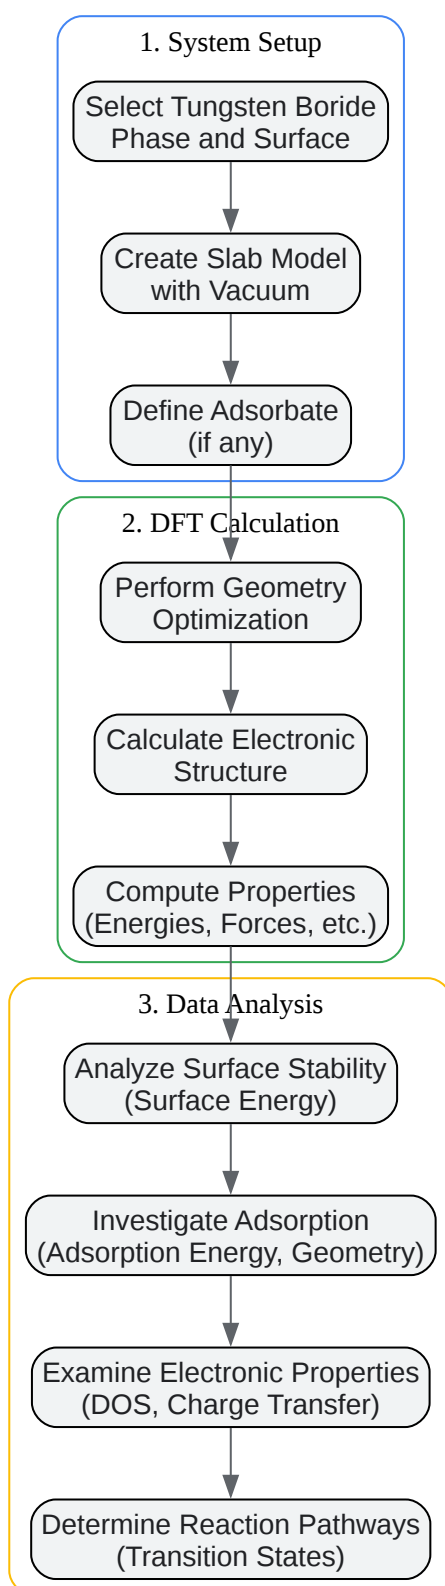 1. System Setup
Select Tungsten Boride
Phase and Surface
Create Slab Model
with Vacuum
Define Adsorbate
(if any)
2. DFT Calculation
Perform Geometry
Optimization
Calculate Electronic
Structure
Compute Properties
(Energies, Forces, etc.)
3. Data Analysis
Analyze Surface Stability
(Surface Energy)
Investigate Adsorption
(Adsorption Energy, Geometry)
Examine Electronic Properties
(DOS, Charge Transfer)
Determine Reaction Pathways
(Transition States)